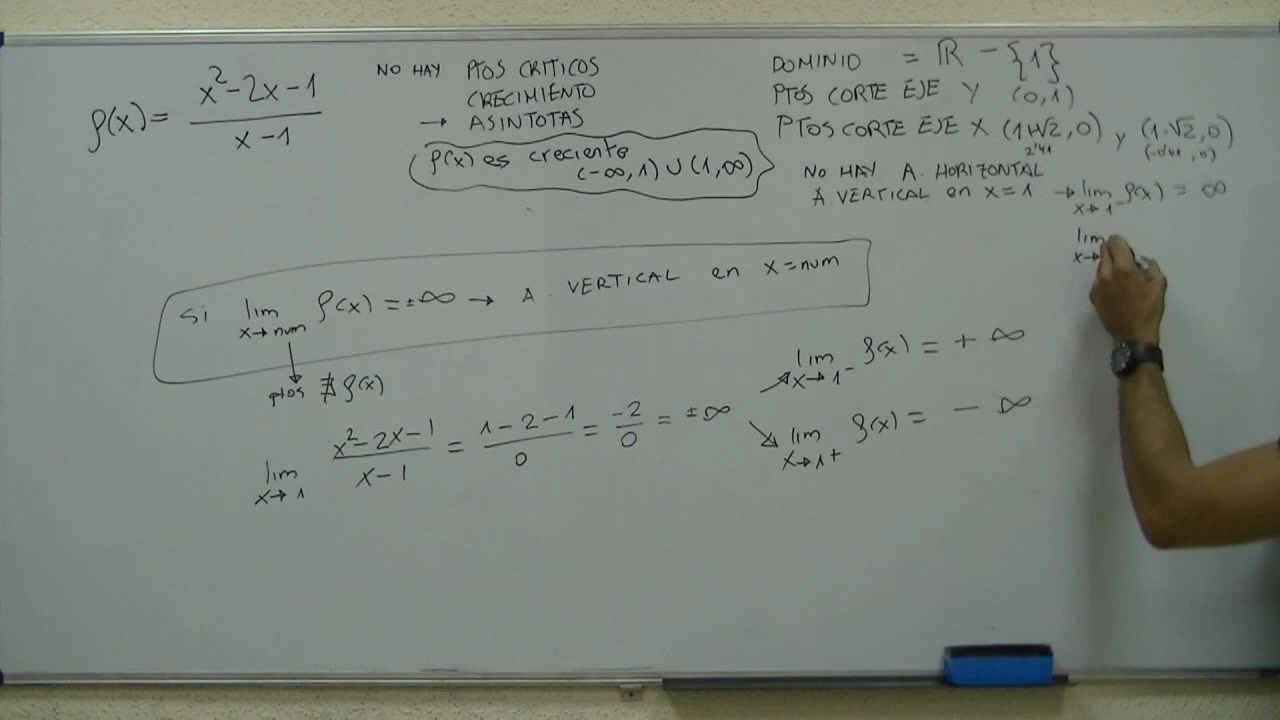 f(x) = (x² - 2x - 1) / (x - 1)
NO HAY PTOS CRITICOS
CRECIMIENTO
→ ASINTOTAS
f(x) es creciente
(-∞, 1) ∪ (1, ∞)
DOMINIO = ℝ - {1}
PTOS CORTE EJE Y (0,1)
PTOS CORTE EJE X (1+√2, 0) y (1-√2, 0)
2'41 (-0'41, 0)
NO HAY A. HORIZONTAL
A. VERTICAL en x = 1 → lim x→1⁻ f(x) = ∞
lim x→
Si lim x→num f(x) = ±∞ → A. VERTICAL en x = num
ptos ∄ f(x)
lim x→1 (x² - 2x - 1) / (x - 1) = (1 - 2 - 1) / 0 = -2/0 = ±∞
lim x→1⁻ f(x) = + ∞
lim x→1⁺ f(x) = - ∞